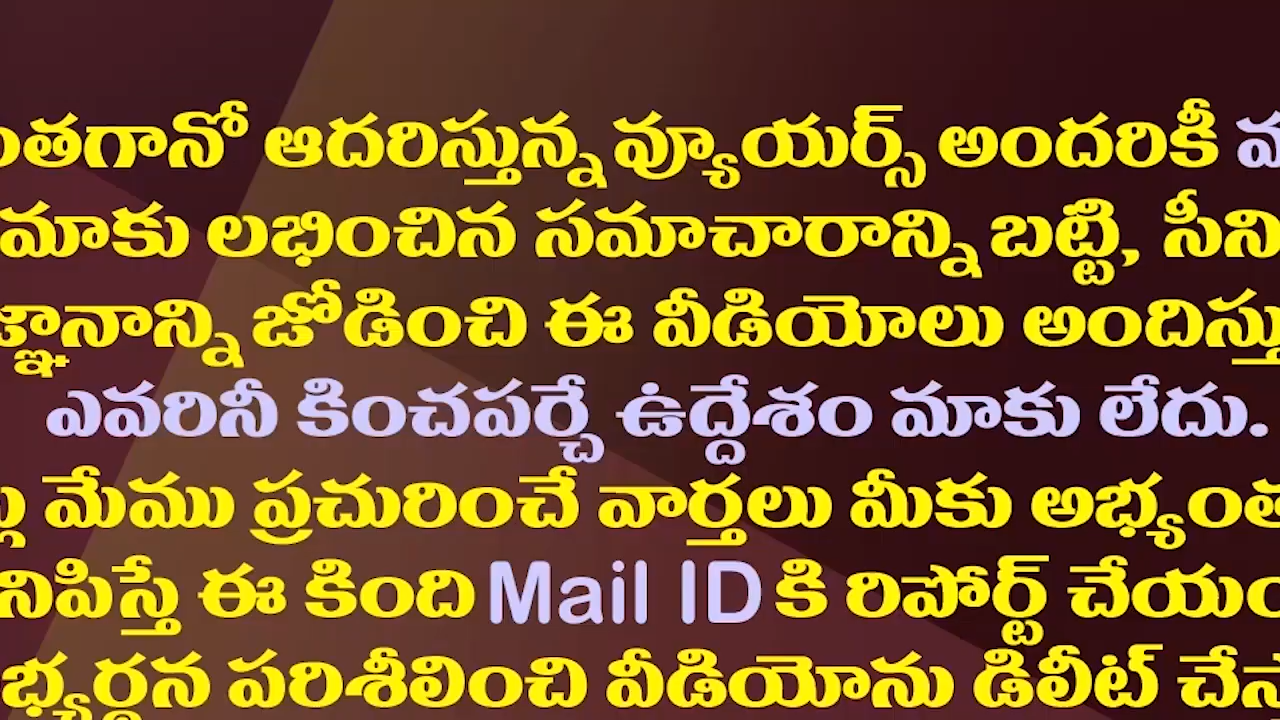 ఆదరిస్తున్న వ్యూయర్స్ అందరికీ
మాకు లభించిన సమాచారాన్ని బట్టి,
జోడించి ఈ వీడియోలు
ఎవరినీ కించపర్చే ఉద్దేశం మాకు లేదు.
మేము ప్రచురించే వార్తలు మీకు
ఈ కింది Mail ID కి రిపోర్ట్
పరిశీలించి వీడియోను డిలీట్